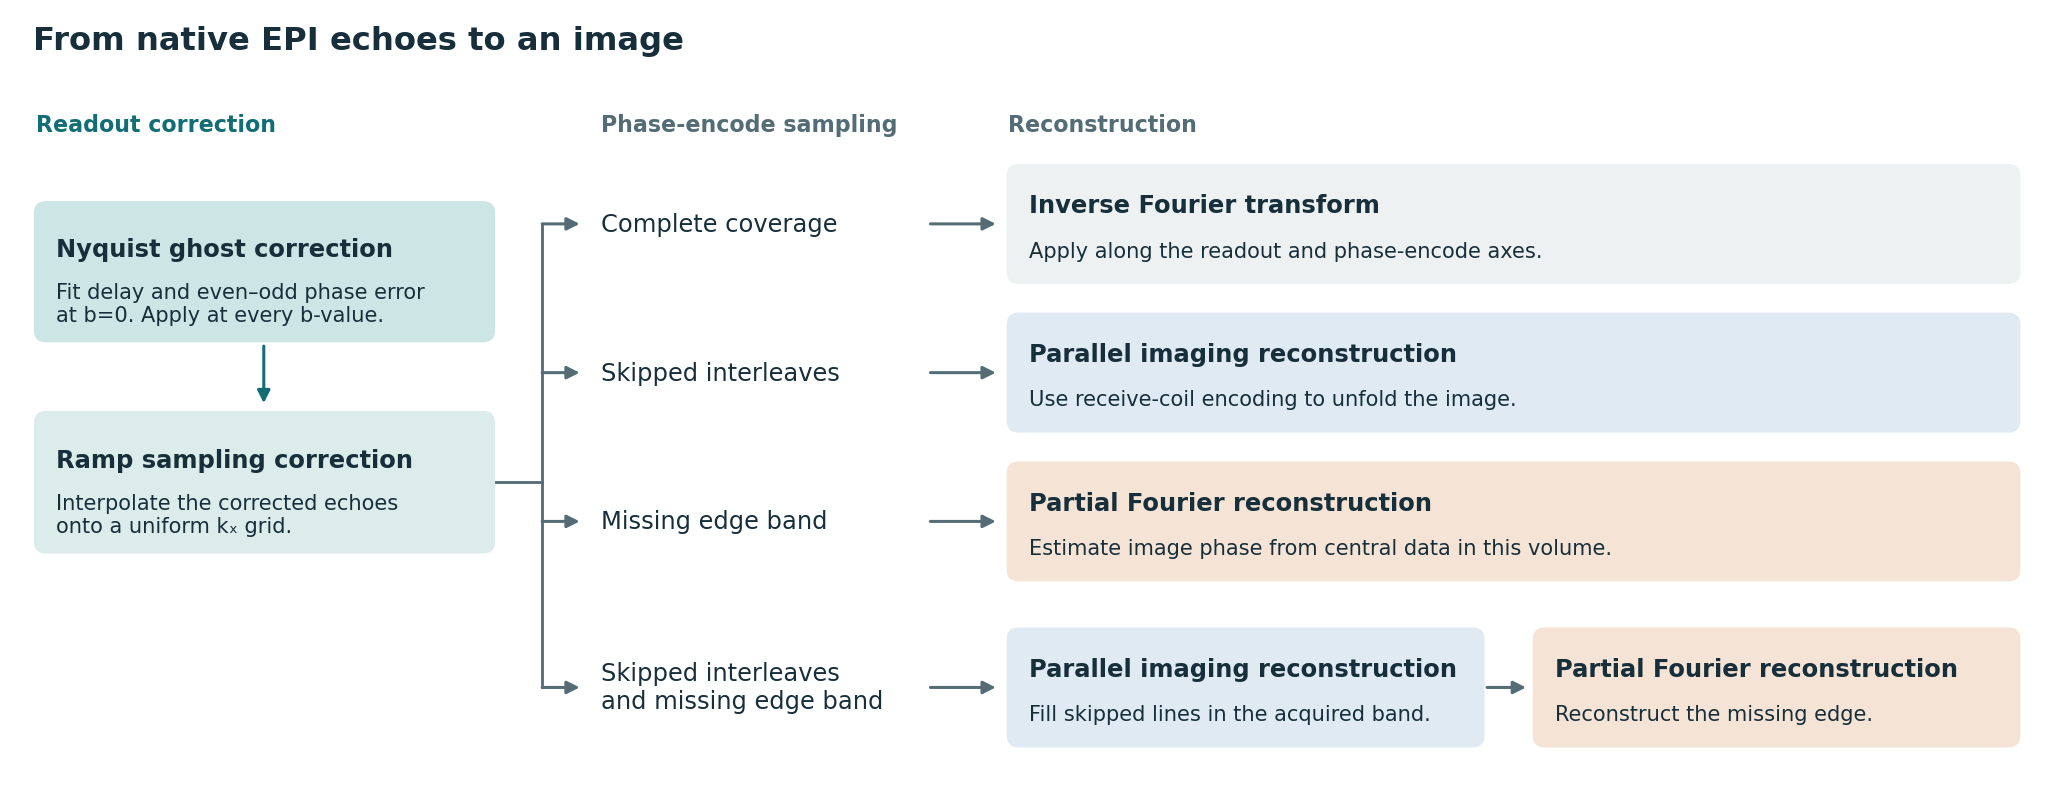 From native EPI echoes to an image
Readout correction
Phase-encode sampling
Reconstruction
Nyquist ghost correction
Fit delay and even–odd phase error
at b=0. Apply at every b-value.
Ramp sampling correction
Interpolate the corrected echoes
onto a uniform kₓ grid.
Complete coverage
Inverse Fourier transform
Apply along the readout and phase-encode axes.
Skipped interleaves
Parallel imaging reconstruction
Use receive-coil encoding to unfold the image.
Missing edge band
Partial Fourier reconstruction
Estimate image phase from central data in this volume.
Skipped interleaves
and missing edge band
Parallel imaging reconstruction
Fill skipped lines in the acquired band.
Partial Fourier reconstruction
Reconstruct the missing edge.